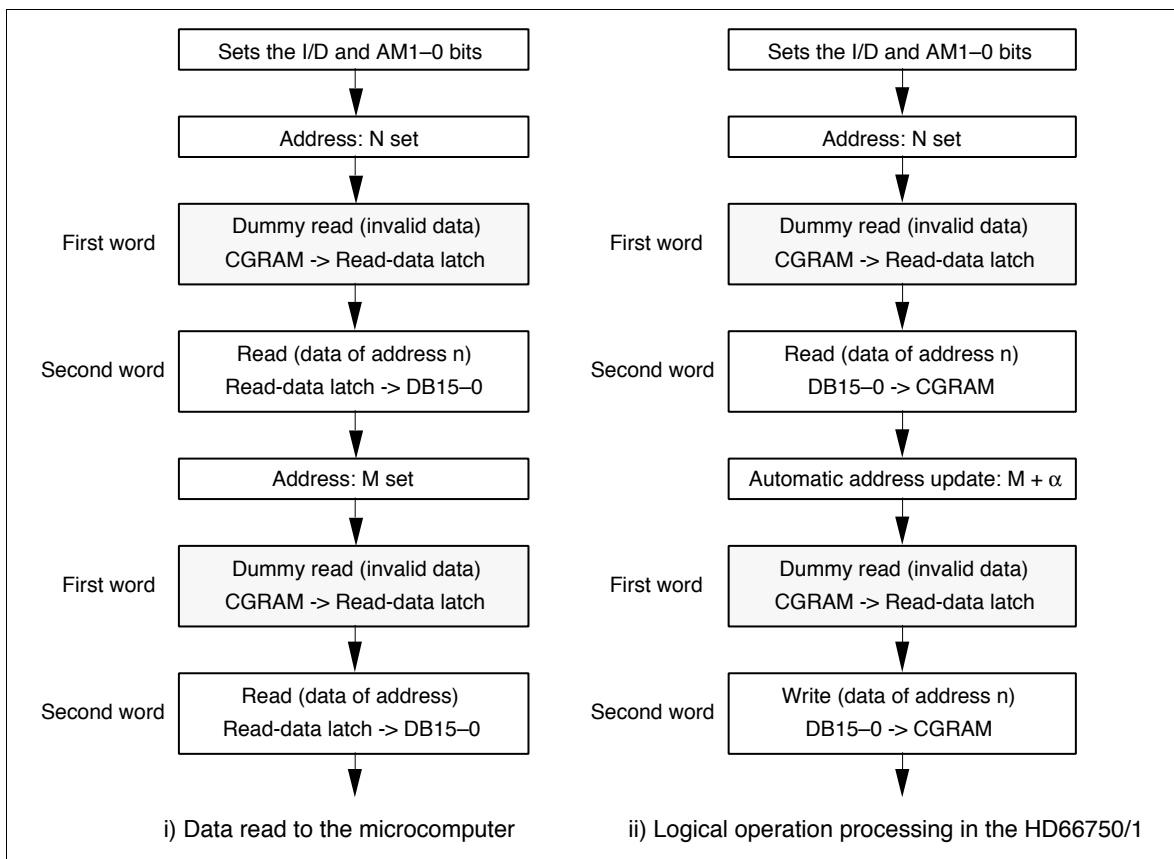 Sets the I/D and AM1–0 bits
Address: N set
First word
Dummy read (invalid data)
CGRAM -> Read-data latch
Second word
Read (data of address n)
Read-data latch -> DB15–0
Address: M set
First word
Dummy read (invalid data)
CGRAM -> Read-data latch
Second word
Read (data of address)
Read-data latch -> DB15–0
i) Data read to the microcomputer
Sets the I/D and AM1–0 bits
Address: N set
First word
Dummy read (invalid data)
CGRAM -> Read-data latch
Second word
Read (data of address n)
DB15–0 -> CGRAM
Automatic address update: M + α
First word
Dummy read (invalid data)
CGRAM -> Read-data latch
Second word
Write (data of address n)
DB15–0 -> CGRAM
ii) Logical operation processing in the HD66750/1